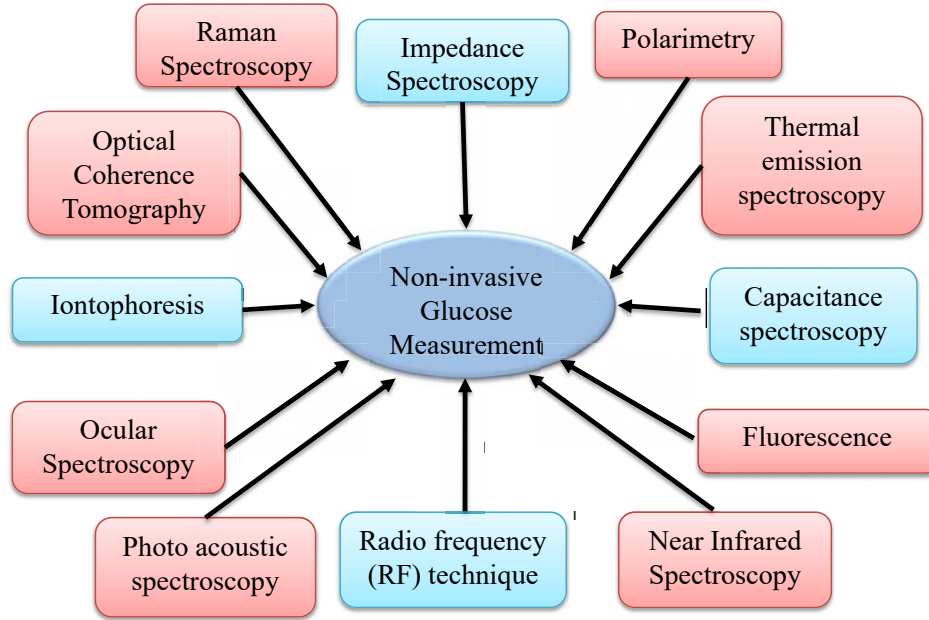 Raman
Spectroscopy
Impedance
Spectroscopy
Polarimetry
Optical
Coherence
Tomography
Thermal
emission
spectroscopy
Non-invasive
Glucose
Measurement
Iontophoresis
Capacitance
spectroscopy
Ocular
Spectroscopy
Fluorescence
Photo acoustic
spectroscopy
Radio frequency
(RF) technique
Near Infrared
Spectroscopy